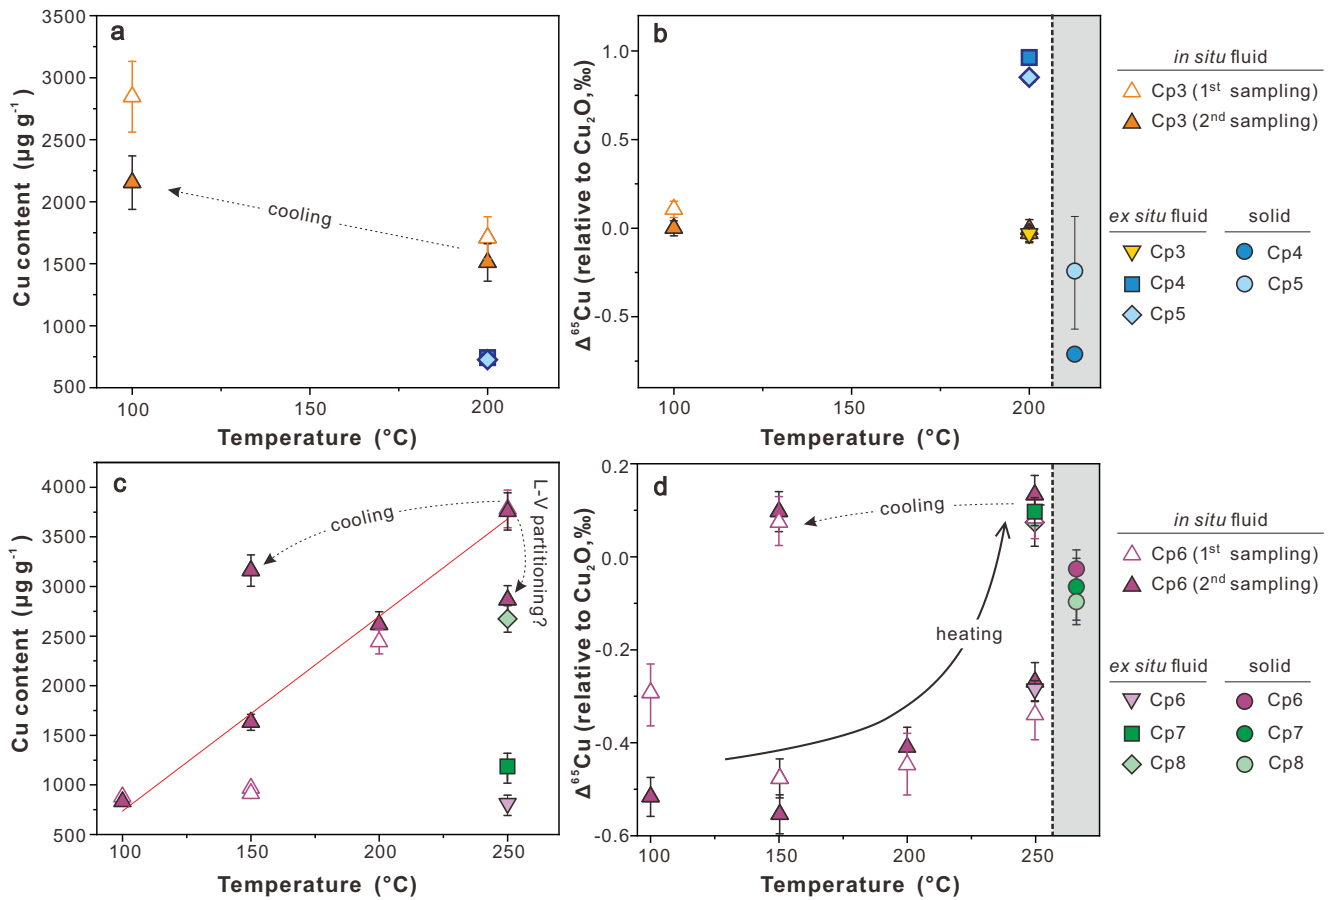 a
3500
3000
2500
2000
1500
1000
500
Cu content (µg g⁻¹)
cooling
100
150
200
Temperature (°C)
b
1.0
0.5
0.0
-0.5
Δ⁶⁵Cu (relative to Cu₂O,‰)
100
150
200
Temperature (°C)
in situ fluid
Cp3 (1ˢᵗ sampling)
Cp3 (2ⁿᵈ sampling)
ex situ fluid solid
Cp3 Cp4
Cp4 Cp5
Cp5
c
4000
3500
3000
2500
2000
1500
1000
500
Cu content (µg g⁻¹)
cooling
L-V partitioning?
100
150
200
250
Temperature (°C)
d
0.2
0.0
-0.2
-0.4
-0.6
Δ⁶⁵Cu (relative to Cu₂O,‰)
cooling
heating
100
150
200
250
Temperature (°C)
in situ fluid
Cp6 (1ˢᵗ sampling)
Cp6 (2ⁿᵈ sampling)
ex situ fluid solid
Cp6 Cp6
Cp7 Cp7
Cp8 Cp8